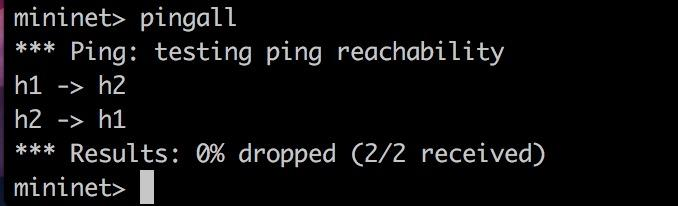 mininet> pingall
*** Ping: testing ping reachability
h1 -> h2
h2 -> h1
*** Results: 0% dropped (2/2 received)
mininet>